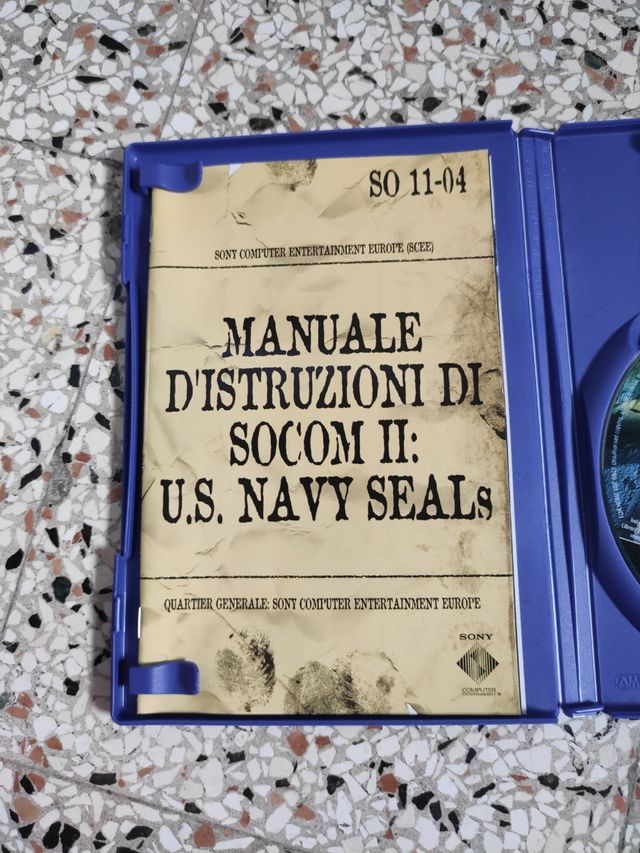 SO 11-04
SONY COMPUTER ENTERTAINMENT EUROPE (SCEE)
MANUALE
D'ISTRUZIONI DI
SOCOM II:
U.S. NAVY SEALs
QUARTIER GENERALE: SONY COMPUTER ENTERTAINMENT EUROPE
SONY
COMPUTER
ENTERTAINMENT ®